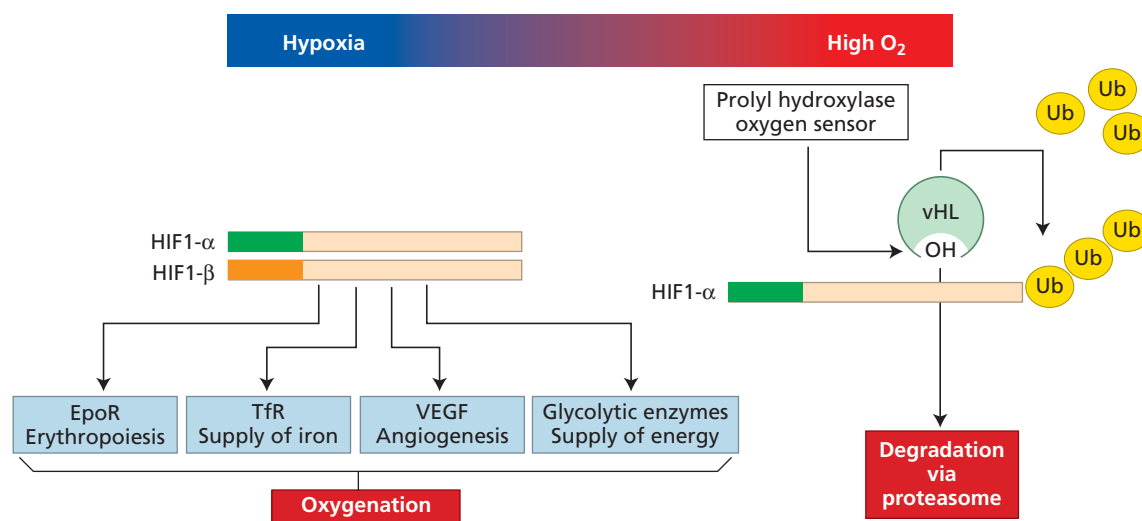 Hypoxia
High O₂
Prolyl hydroxylase
oxygen sensor
Ub
Ub
Ub
vHL
OH
HIF1-α
HIF1-β
Ub
Ub
Ub
HIF1-α
EpoR
Erythropoiesis
TfR
Supply of iron
VEGF
Angiogenesis
Glycolytic enzymes
Supply of energy
Oxygenation
Degradation
via
proteasome